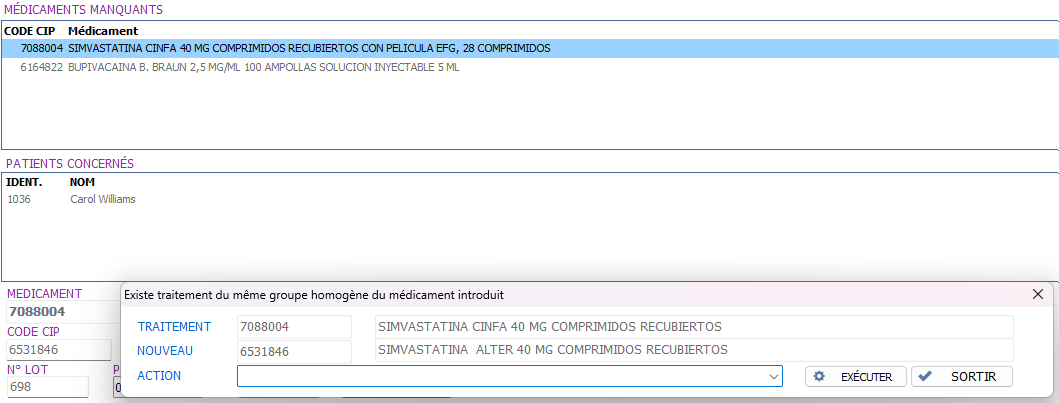 MÉDICAMENTS MANQUANTS
CODE CIP Médicament
7088004 SIMVASTATINA CINFA 40 MG COMPRIMIDOS RECUBIERTOS CON PELICULA EFG, 28 COMPRIMIDOS
6164822 BUPIVACAINA B. BRAUN 2,5 MG/ML 100 AMPOLLAS SOLUCION INYECTABLE 5 ML
PATIENTS CONCERNÉS
IDENT. NOM
1036 Carol Williams
MEDICAMENT
7088004
CODE CIP
6531846
N° LOT
698
Existe traitement du même groupe homogène du médicament introduit
TRAITEMENT 7088004 SIMVASTATINA CINFA 40 MG COMPRIMIDOS RECUBIERTOS
NOUVEAU 6531846 SIMVASTATINA ALTER 40 MG COMPRIMIDOS RECUBIERTOS
ACTION EXÉCUTER SORTIR